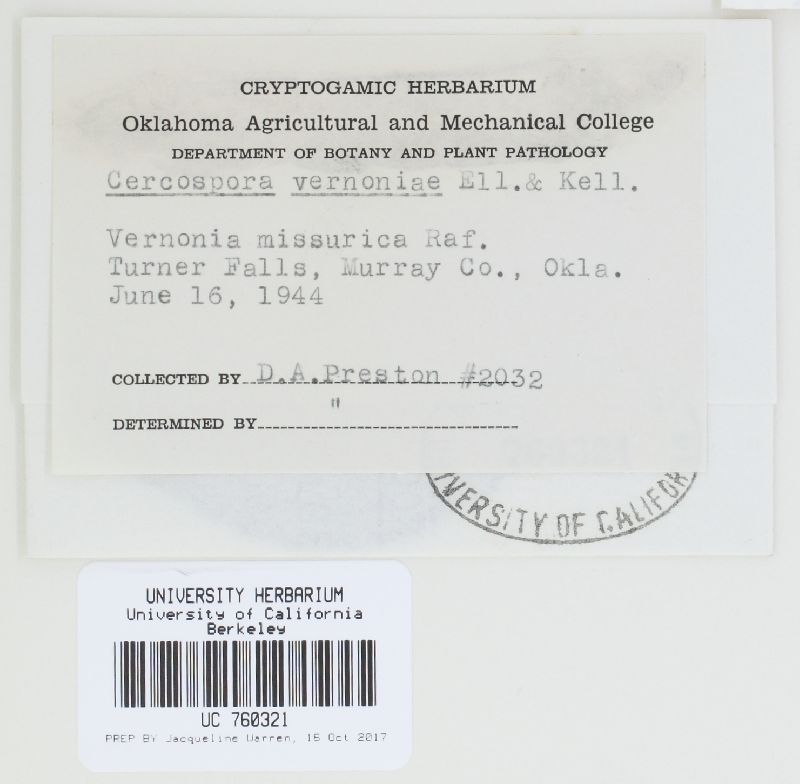 CRYPTOGAMIC HERBARIUM
Oklahoma Agricultural and Mechanical College
DEPARTMENT OF BOTANY AND PLANT PATHOLOGY
Cercospora vernoniae Ell.& Kell.
Vernonia missurica Raf.
Turner Falls, Murray Co., Okla.
June 16, 1944
COLLECTED BY D.A.Preston #2032
DETERMINED BY "
OF CALIFOR
UNIVERSITY HERBARIUM
University of California
Berkeley
UC 760321
PREP BY Jacqueline Warren, 16 Oct 2017